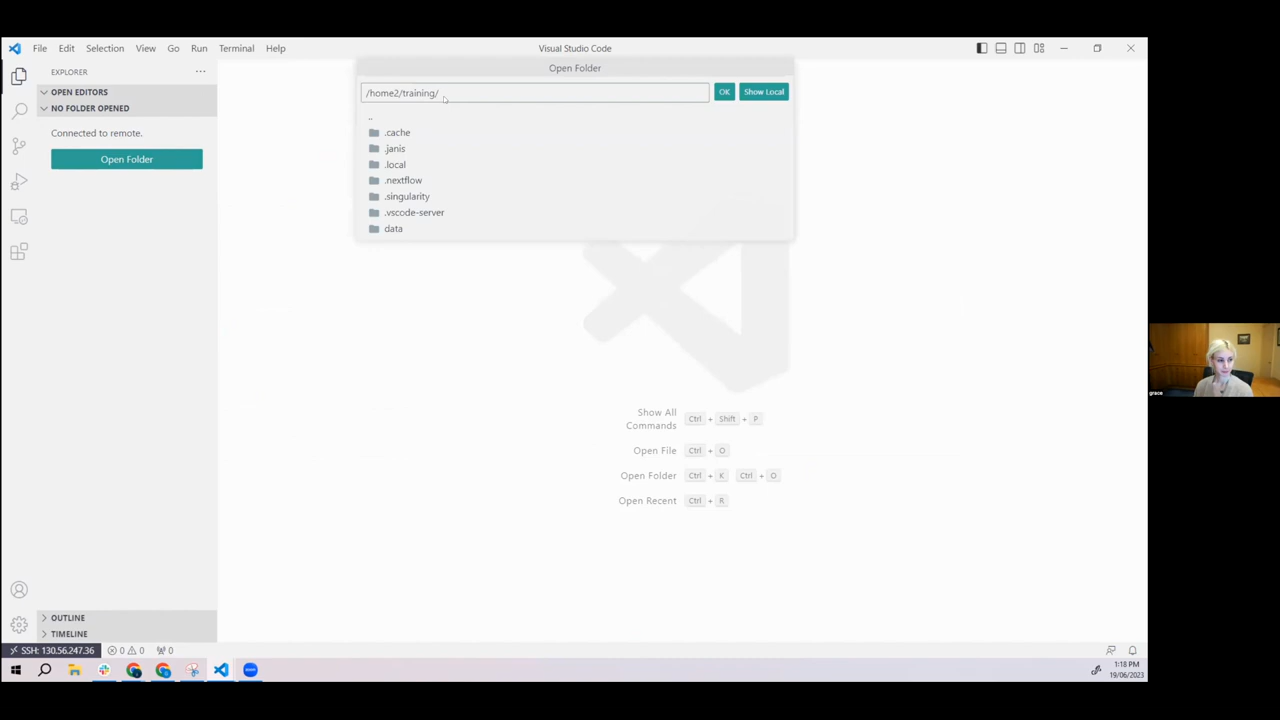 File Edit Selection View Go Run Terminal Help
Visual Studio Code
EXPLORER
OPEN EDITORS
NO FOLDER OPENED
Connected to remote.
Open Folder
Open Folder
/home2/training/
OK
Show Local
..
.cache
.janis
.local
.nextflow
.singularity
.vscode-server
data
Show All Commands Ctrl + Shift + P
Open File Ctrl + O
Open Folder Ctrl + K Ctrl + O
Open Recent Ctrl + R
OUTLINE
TIMELINE
SSH: 130.56.247.36
0 0 0
1:18 PM
19/06/2023
grace